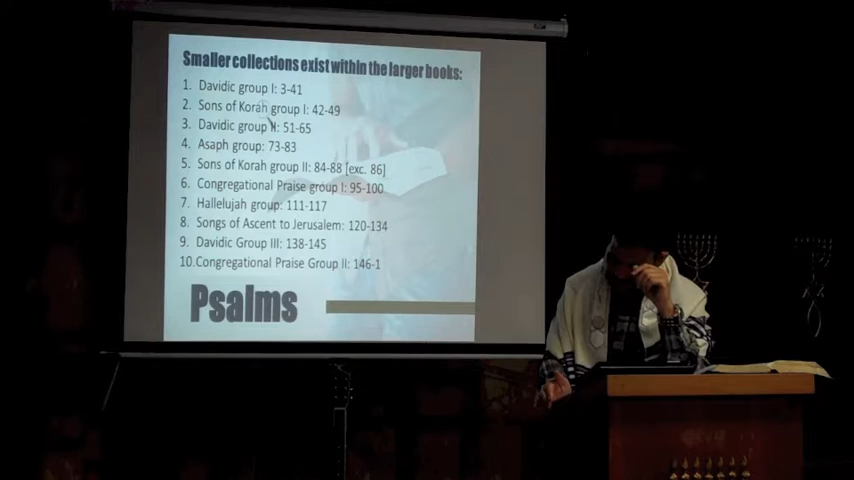 Smaller collections exist within the larger books:
1. Davidic group I: 3-41
2. Sons of Korah group I: 42-49
3. Davidic group II: 51-65
4. Asaph group: 73-83
5. Sons of Korah group II: 84-88 [exc. 86]
6. Congregational Praise group I: 95-100
7. Hallelujah group: 111-117
8. Songs of Ascent to Jerusalem: 120-134
9. Davidic Group III: 138-145
10. Congregational Praise Group II: 146-1
Psalms